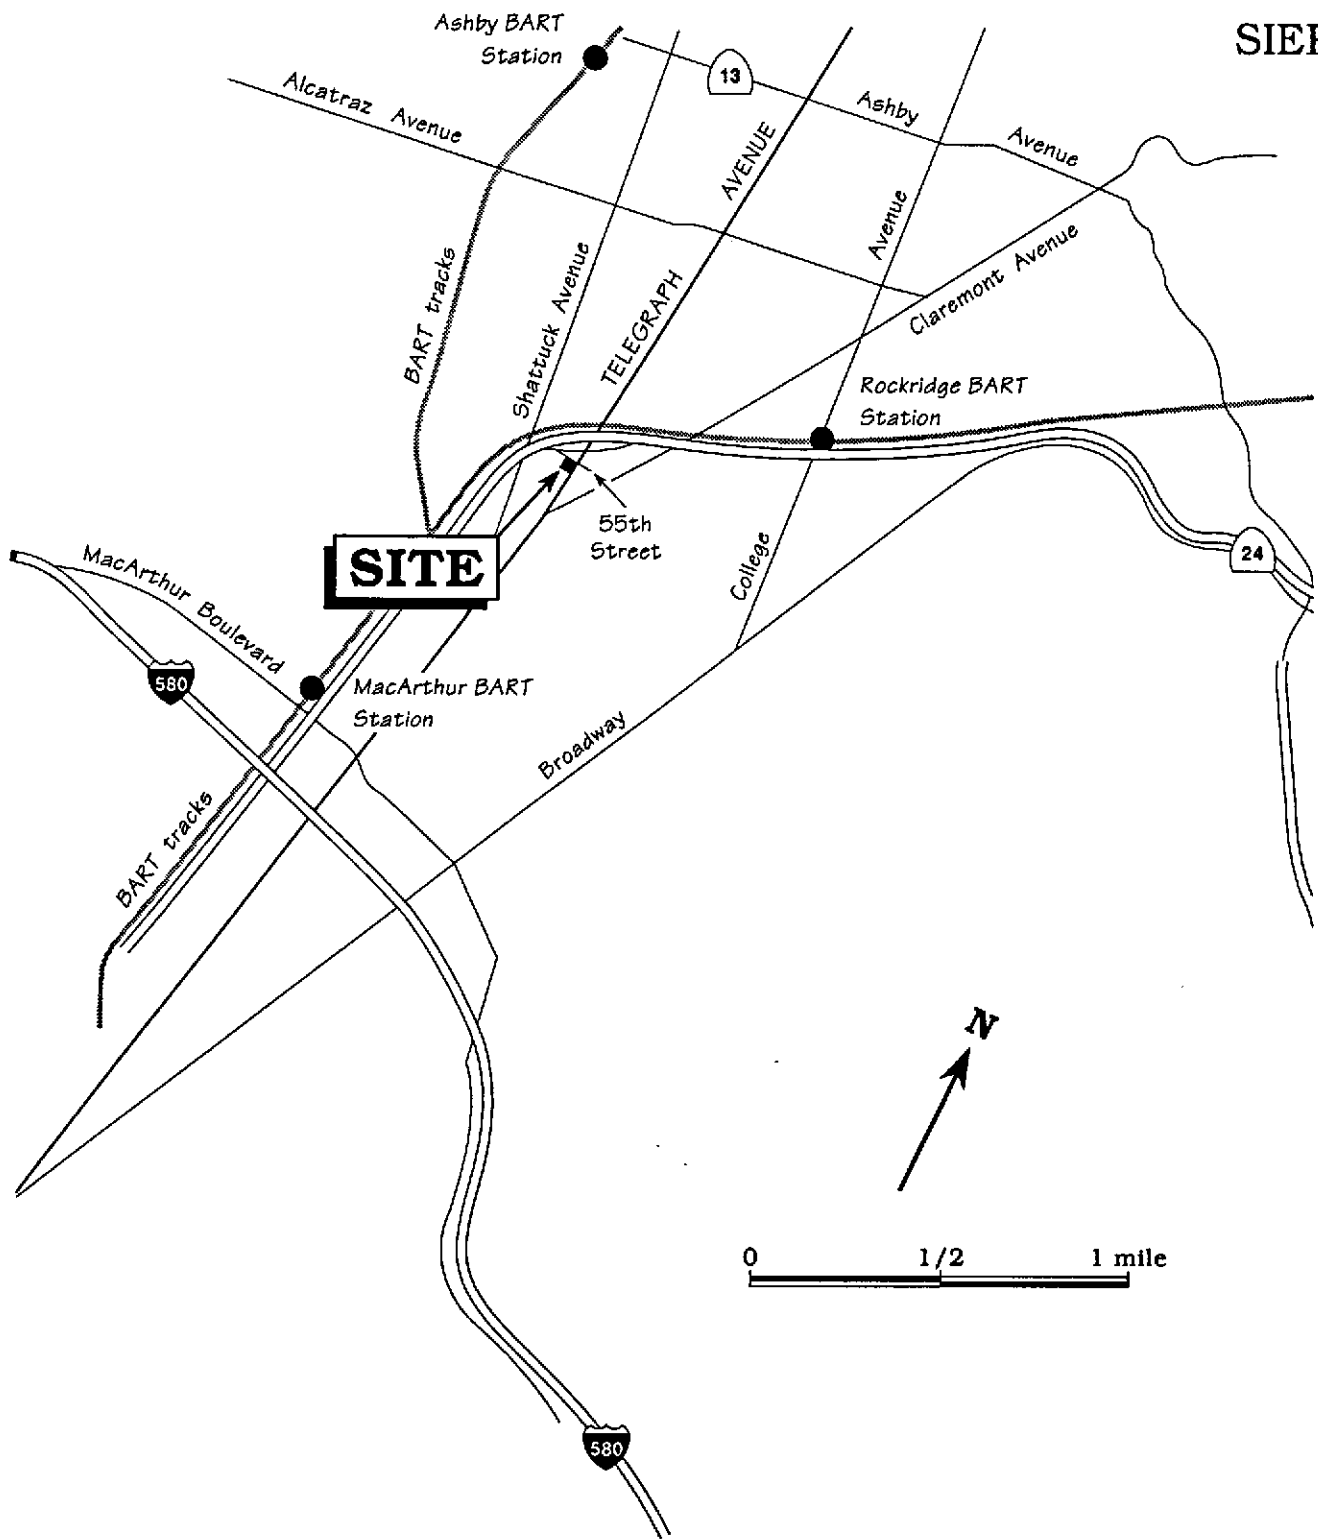 Ashby BART
Station
SIER
13
Alcatraz Avenue
Ashby
Avenue
AVENUE
Avenue
BART tracks
Shattuck Avenue
TELEGRAPH
Claremont Avenue
Rockridge BART
Station
55th
Street
SITE
MacArthur Boulevard
College
24
580
MacArthur BART
Station
Broadway
BART tracks
N
0 1/2 1 mile
580